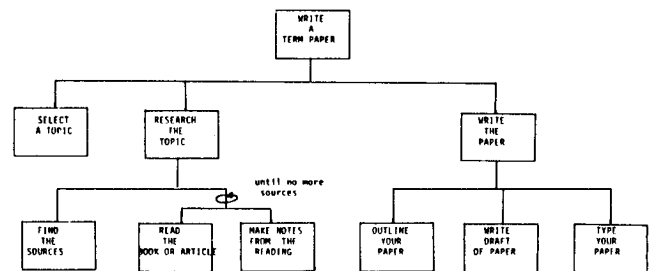 WRITE
A
TERM PAPER
SELECT
A TOPIC
RESEARCH
THE
TOPIC
WRITE
THE
PAPER
until no more
sources
FIND
THE
SOURCES
READ
THE
BOOK OR ARTICLE
MAKE NOTES
FROM THE
READING
OUTLINE
YOUR
PAPER
WRITE
DRAFT
OF PAPER
TYPE
YOUR
PAPER